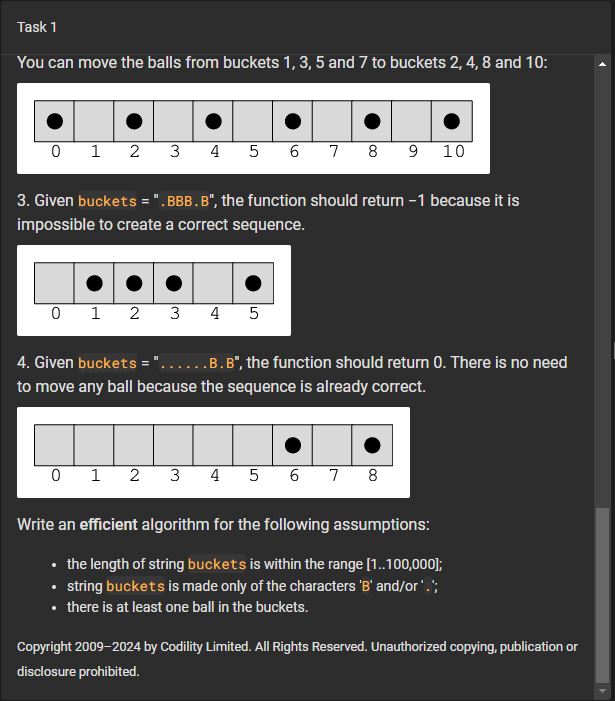 Task 1
You can move the balls from buckets 1, 3, 5 and 7 to buckets 2, 4, 8 and 10:
0 1 2 3 4 5 6 7 8 9 10
3. Given buckets = ".BBB.B", the function should return −1 because it is
impossible to create a correct sequence.
0 1 2 3 4 5
4. Given buckets = "......B.B", the function should return 0. There is no need
to move any ball because the sequence is already correct.
0 1 2 3 4 5 6 7 8
Write an efficient algorithm for the following assumptions:
• the length of string buckets is within the range [1..100,000];
• string buckets is made only of the characters 'B' and/or '.';
• there is at least one ball in the buckets.
Copyright 2009–2024 by Codility Limited. All Rights Reserved. Unauthorized copying, publication or
disclosure prohibited.